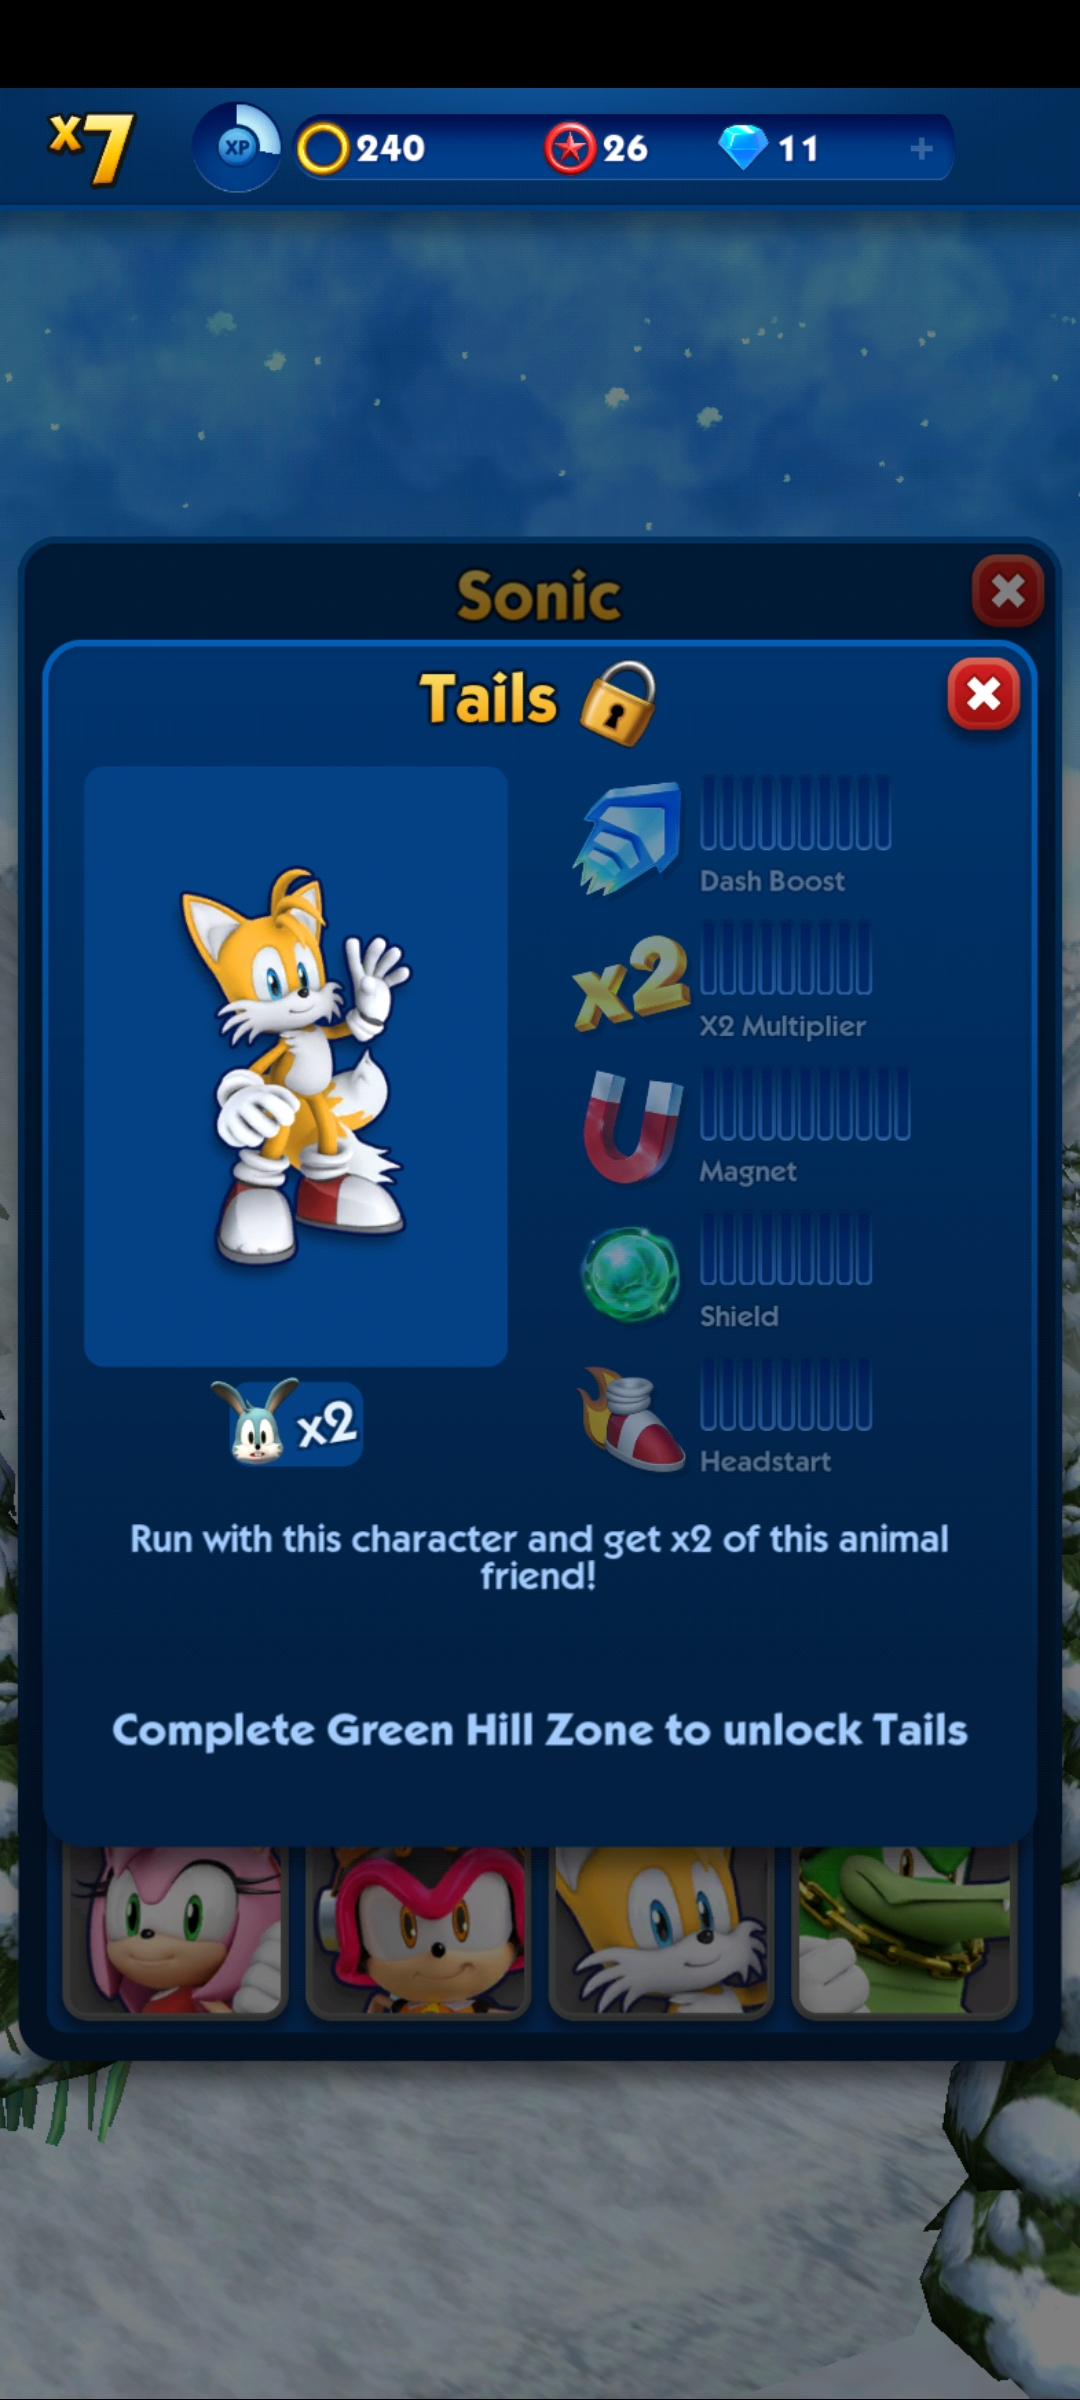 x7
XP
240
26
11
Sonic
Tails
Dash Boost
x2
X2 Multiplier
Magnet
Shield
x2
Headstart
Run with this character and get x2 of this animal
friend!
Complete Green Hill Zone to unlock Tails